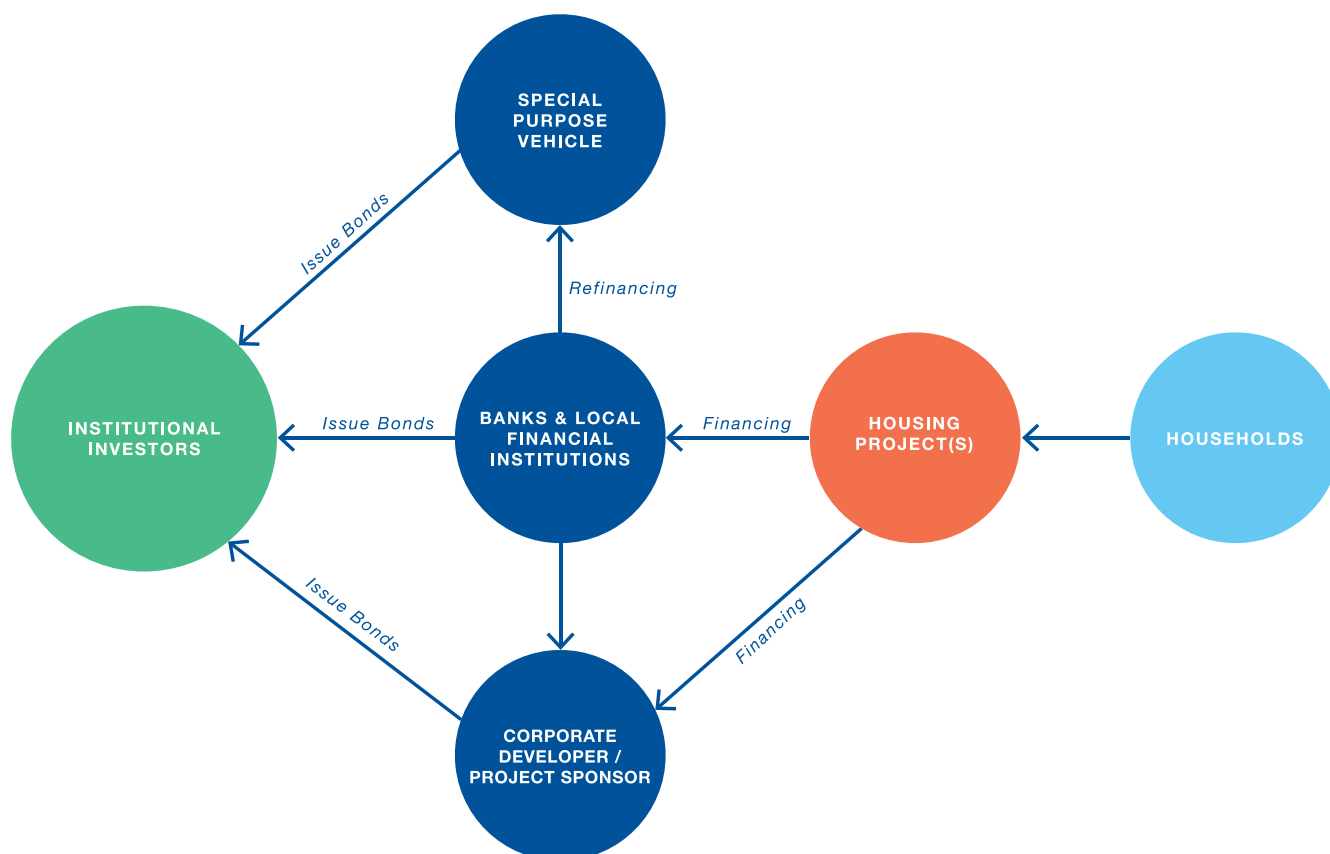 SPECIAL
PURPOSE
VEHICLE
Issue Bonds
Refinancing
INSTITUTIONAL
INVESTORS
Issue Bonds
BANKS & LOCAL
FINANCIAL
INSTITUTIONS
Financing
HOUSING
PROJECT(S)
HOUSEHOLDS
Issue Bonds
Financing
CORPORATE
DEVELOPER /
PROJECT SPONSOR